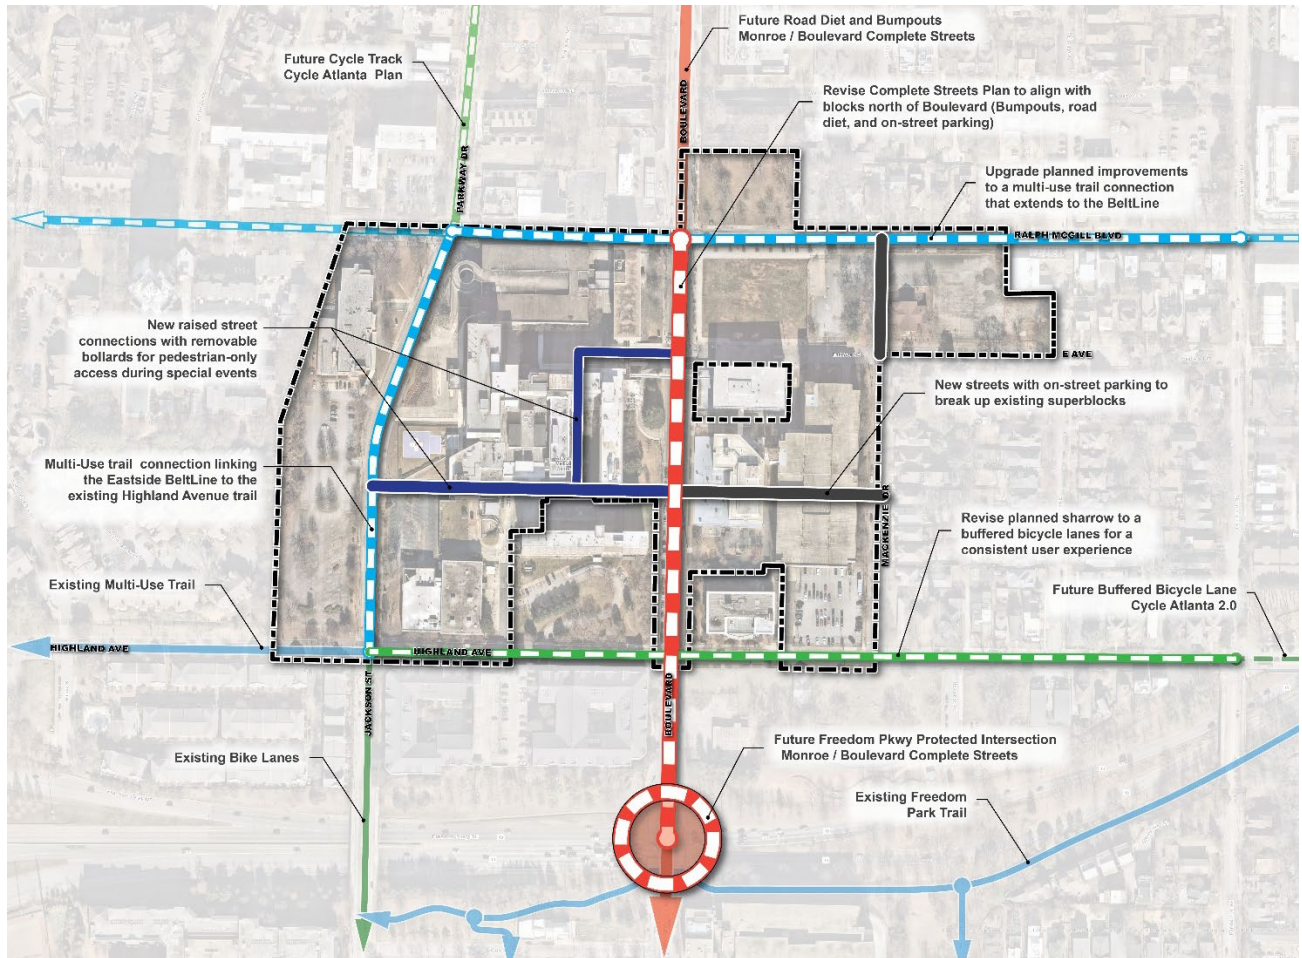 Future Road Diet and Bumpouts
Monroe / Boulevard Complete Streets
Future Cycle Track
Cycle Atlanta Plan
Revise Complete Streets Plan to align with
blocks north of Boulevard (Bumpouts, road
diet, and on-street parking)
BOULEVARD
PARKWAY DR
Upgrade planned improvements
to a multi-use trail connection
that extends to the BeltLine
RALPH MCGILL BLVD
New raised street
connections with removable
bollards for pedestrian-only
access during special events
E AVE
New streets with on-street parking to
break up existing superblocks
Multi-Use trail connection linking
the Eastside BeltLine to the
existing Highland Avenue trail
MACKENZIE DR
Revise planned sharrow to a
buffered bicycle lanes for a
consistent user experience
Existing Multi-Use Trail
Future Buffered Bicycle Lane
Cycle Atlanta 2.0
HIGHLAND AVE
HIGHLAND AVE
JACKSON ST
BOULEVARD
Existing Bike Lanes
Future Freedom Pkwy Protected Intersection
Monroe / Boulevard Complete Streets
Existing Freedom
Park Trail